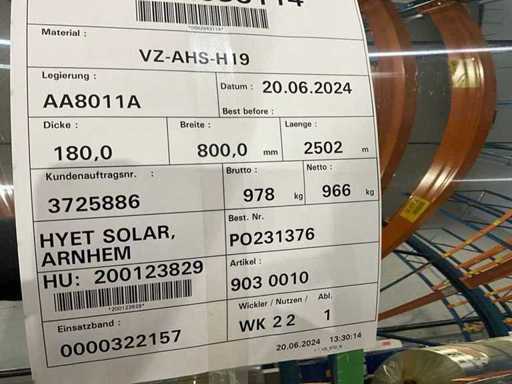 Material :
VZ-AHS-H19
Legierung :
AA8011A
Datum : 20.06.2024
Best before :
Dicke :
180,0
Breite :
800,0 mm
Laenge :
2502 m
Kundenauftragsnr.
3725886
Brutto :
978 kg
Netto :
966 kg
HYET SOLAR,
ARNHEM
HU: 200123829
*200123829*
Best. Nr.
PO231376
Artikel :
903 0010
Einsatzband :
0000322157
Wickler / Nutzen / Abl.
WK 2 2 1
20.06.2024 13:30:14